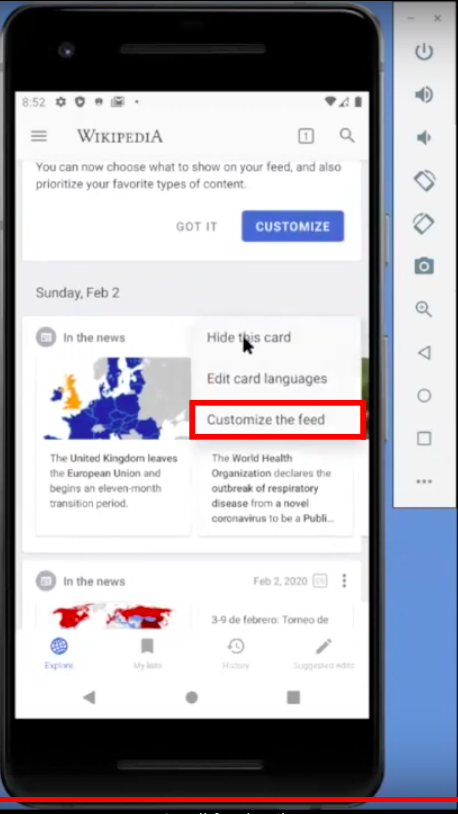 8:52
WIKIPEDIA
1
You can now choose what to show on your feed, and also
prioritize your favorite types of content.
GOT IT
CUSTOMIZE
Sunday, Feb 2
In the news
Hide this card
Edit card languages
Customize the feed
The United Kingdom leaves
the European Union and
begins an eleven-month
transition period.
The World Health
Organization declares the
outbreak of respiratory
disease from a novel
coronavirus to be a Publi...
In the news
Feb 2, 2020
3-9 de febrero: Torneo de
Explore
My lists
History
Suggested edits